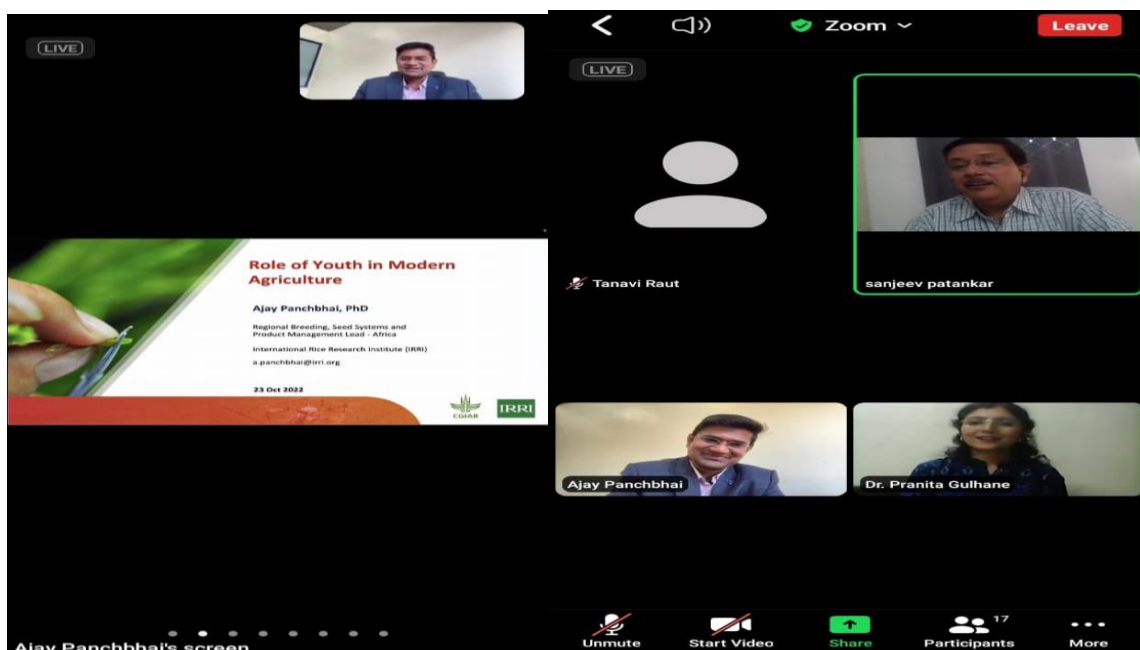 LIVE
Role of Youth in Modern
Agriculture
Ajay Panchbhai, PhD
Regional Breeding, Seed Systems and
Product Management Lead - Africa
International Rice Research Institute (IRRI)
a.panchbhai@irri.org
23 Oct 2022
CGIAR
IRRI
Ajay Panchbhai's screen
Zoom
Leave
LIVE
Tanavi Raut
sanjeev patankar
Ajay Panchbhai
Dr. Pranita Gulhane
17
Unmute
Start Video
Share
Participants
More